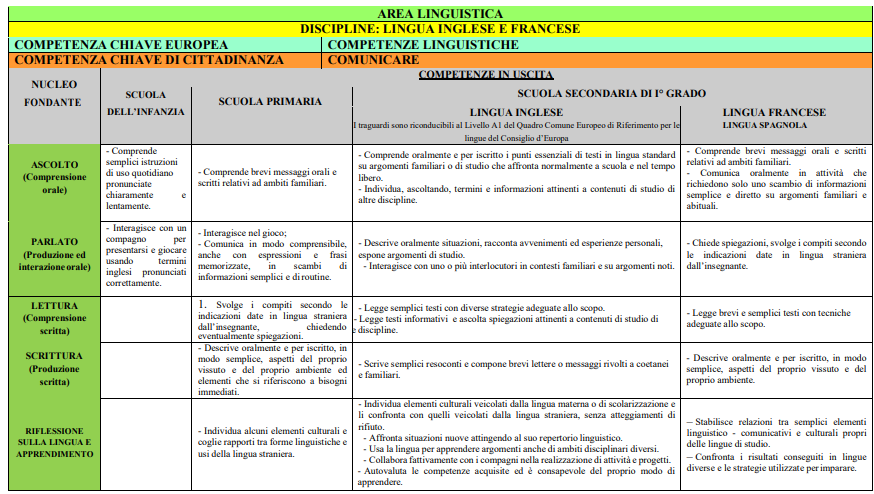 AREA LINGUISTICA
DISCIPLINE: LINGUA INGLESE E FRANCESE
COMPETENZA CHIAVE EUROPEA
COMPETENZE LINGUISTICHE
COMPETENZA CHIAVE DI CITTADINANZA
COMUNICARE
NUCLEO
FONDANTE
COMPETENZE IN USCITA
SCUOLA
DELL'INFANZIA
SCUOLA PRIMARIA
SCUOLA SECONDARIA DI I° GRADO
LINGUA INGLESE
I traguardi sono riconducibili al Livello A1 del Quadro Comune Europeo di Riferimento per le
lingue del Consiglio d'Europa
LINGUA FRANCESE
LINGUA SPAGNOLA
ASCOLTO
(Comprensione
orale)
- Comprende
semplici istruzioni
di uso quotidiano
pronunciate
chiaramente e
lentamente.
- Comprende brevi messaggi orali e
scritti relativi ad ambiti familiari.
- Comprende oralmente e per iscritto i punti essenziali di testi in lingua standard
su argomenti familiari o di studio che affronta normalmente a scuola e nel tempo
libero.
- Individua, ascoltando, termini e informazioni attinenti a contenuti di studio di
altre discipline.
- Comprende brevi messaggi orali e scritti
relativi ad ambiti familiari.
- Comunica oralmente in attività che
richiedono solo uno scambio di informazioni
semplice e diretto su argomenti familiari e
abituali.
PARLATO
(Produzione ed
interazione orale)
- Interagisce con un
compagno per
presentarsi e giocare
usando termini
inglesi pronunciati
correttamente.
- Interagisce nel gioco;
- Comunica in modo comprensibile,
anche con espressioni e frasi
memorizzate, in scambi di
informazioni semplici e di routine.
- Descrive oralmente situazioni, racconta avvenimenti ed esperienze personali,
espone argomenti di studio.
- Interagisce con uno o più interlocutori in contesti familiari e su argomenti noti.
- Chiede spiegazioni, svolge i compiti secondo
le indicazioni date in lingua straniera
dall'insegnante.
LETTURA
(Comprensione
scritta)
1. Svolge i compiti secondo le
indicazioni date in lingua straniera
dall'insegnante, chiedendo
eventualmente spiegazioni.
- Legge semplici testi con diverse strategie adeguate allo scopo.
- Legge testi informativi e ascolta spiegazioni attinenti a contenuti di studio di
e discipline.
- Legge brevi e semplici testi con tecniche
adeguate allo scopo.
SCRITTURA
(Produzione
scritta)
- Descrive oralmente e per iscritto, in
modo semplice, aspetti del proprio
vissuto e del proprio ambiente ed
elementi che si riferiscono a bisogni
immediati.
- Scrive semplici resoconti e compone brevi lettere o messaggi rivolti a coetanei
e familiari.
- Descrive oralmente e per iscritto, in modo
semplice, aspetti del proprio vissuto e del
proprio ambiente.
RIFLESSIONE
SULLA LINGUA E
APPRENDIMENTO
- Individua alcuni elementi culturali e
coglie rapporti tra forme linguistiche e
usi della lingua straniera.
- Individua elementi culturali veicolati dalla lingua materna o di scolarizzazione e
li confronta con quelli veicolati dalla lingua straniera, senza atteggiamenti di
rifiuto.
- Affronta situazioni nuove attingendo al suo repertorio linguistico.
- Usa la lingua per apprendere argomenti anche di ambiti disciplinari diversi.
- Collabora fattivamente con i compagni nella realizzazione di attività e progetti.
- Autovaluta le competenze acquisite ed è consapevole del proprio modo di
apprendere.
– Stabilisce relazioni tra semplici elementi
linguistico - comunicativi e culturali propri
delle lingue di studio.
– Confronta i risultati conseguiti in lingue
diverse e le strategie utilizzate per imparare.